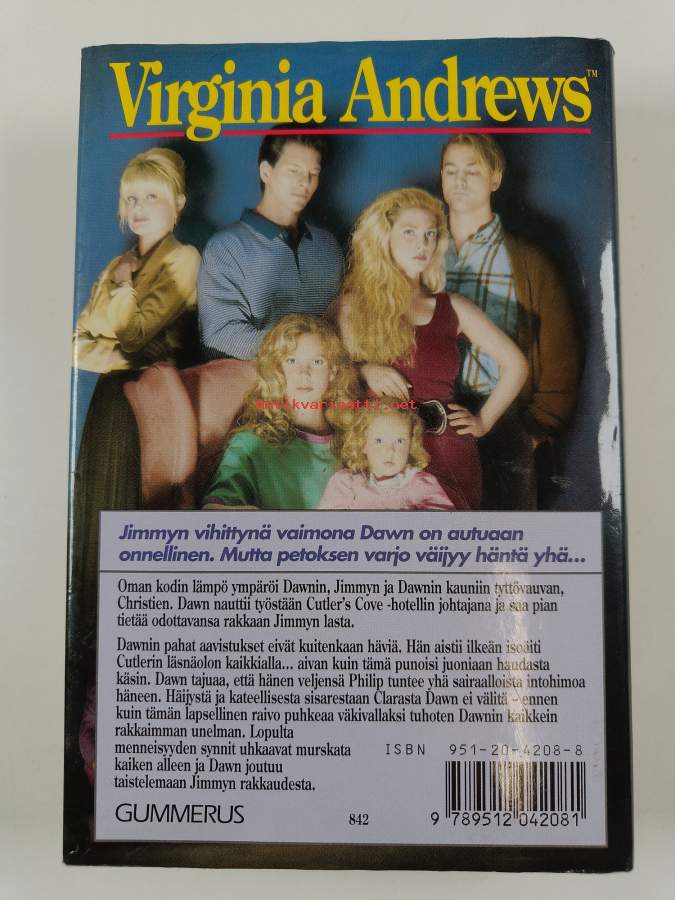 Virginia Andrews™
antikvariaatti.net
Jimmyn vihittynä vaimona Dawn on autuaan
onnellinen. Mutta petoksen varjo väijyy häntä yhä...
Oman kodin lämpö ympäröi Dawnin, Jimmyn ja Dawnin kauniin tyttövauvan,
Christien. Dawn nauttii työstään Cutler's Cove -hotellin johtajana ja saa pian
tietää odottavansa rakkaan Jimmyn lasta.
Dawnin pahat aavistukset eivät kuitenkaan häviä. Hän aistii ilkeän isoäiti
Cutlerin läsnäolon kaikkialla... aivan kuin tämä punoisi juoniaan haudasta
käsin. Dawn tajuaa, että hänen veljensä Philip tuntee yhä sairaalloista intohimoa
häneen. Häijystä ja kateellisesta sisarestaan Clarasta Dawn ei välitä - ennen
kuin tämän lapsellinen raivo puhkeaa väkivallaksi tuhoten Dawnin kaikkein
rakkaimman unelman. Lopulta
menneisyyden synnit uhkaavat murskata
kaiken alleen ja Dawn joutuu
taistelemaan Jimmyn rakkaudesta.
ISBN 951-20-4208-8
GUMMERUS
842
9 789512 042081